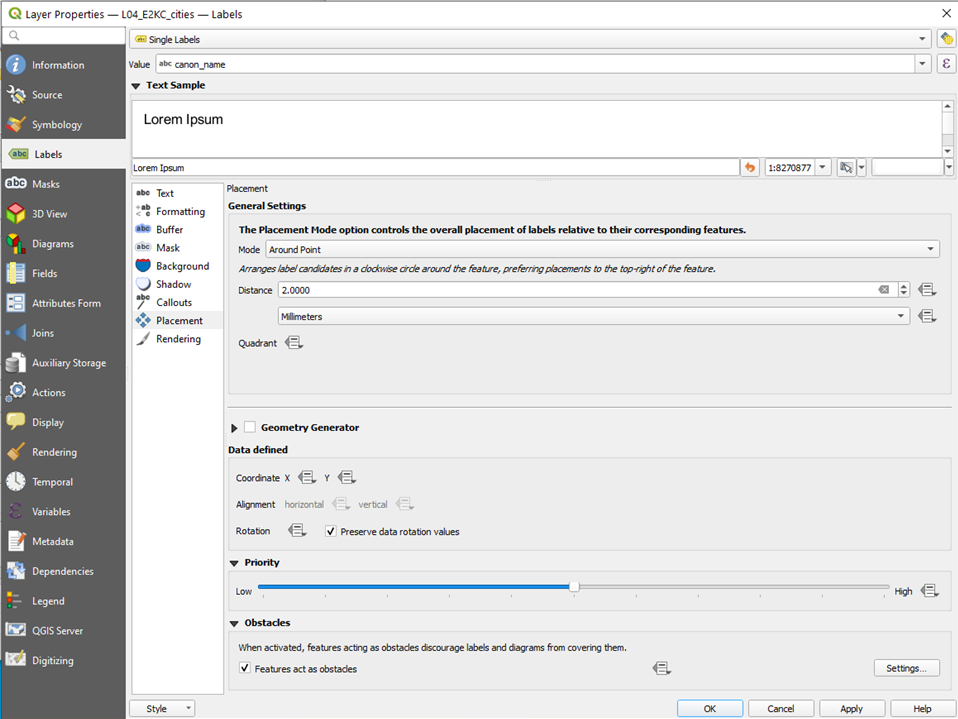 Layer Properties — L04_E2KC_cities — Labels
Single Labels
Value abc canon_name
Text Sample
Lorem Ipsum
Lorem Ipsum
1:8270877
Information
Source
Symbology
abc Labels
abc Masks
3D View
Diagrams
Fields
Attributes Form
Joins
Auxiliary Storage
Actions
Display
Rendering
Temporal
Variables
Metadata
Dependencies
Legend
QGIS Server
Digitizing
abc Text
Formatting
abc Buffer
abc Mask
Background
Shadow
abc Callouts
Placement
Rendering
Placement
General Settings
The Placement Mode option controls the overall placement of labels relative to their corresponding features.
Mode Around Point
Arranges label candidates in a clockwise circle around the feature, preferring placements to the top-right of the feature.
Distance 2.0000
Millimeters
Quadrant
Geometry Generator
Data defined
Coordinate X Y
Alignment horizontal vertical
Rotation Preserve data rotation values
Priority
Low High
Obstacles
When activated, features acting as obstacles discourage labels and diagrams from covering them.
Features act as obstacles Settings...
Style OK Cancel Apply Help